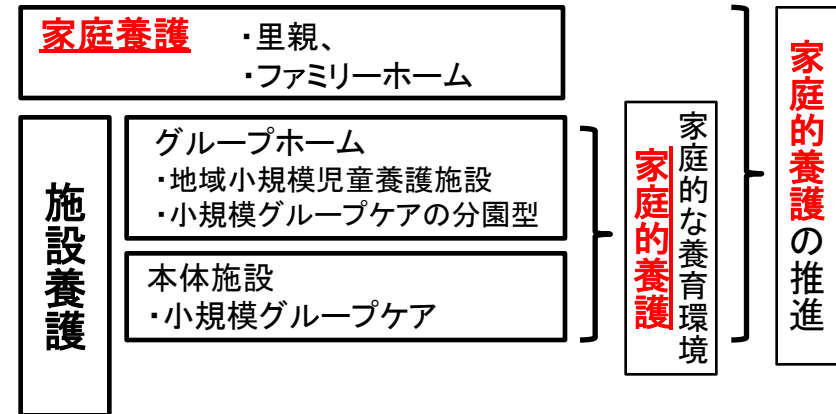 家庭養護 ・里親、
・ファミリーホーム
施設養護
グループホーム
・地域小規模児童養護施設
・小規模グループケアの分園型
本体施設
・小規模グループケア
家庭的な養育環境
家庭的養護
家庭的養護の推進